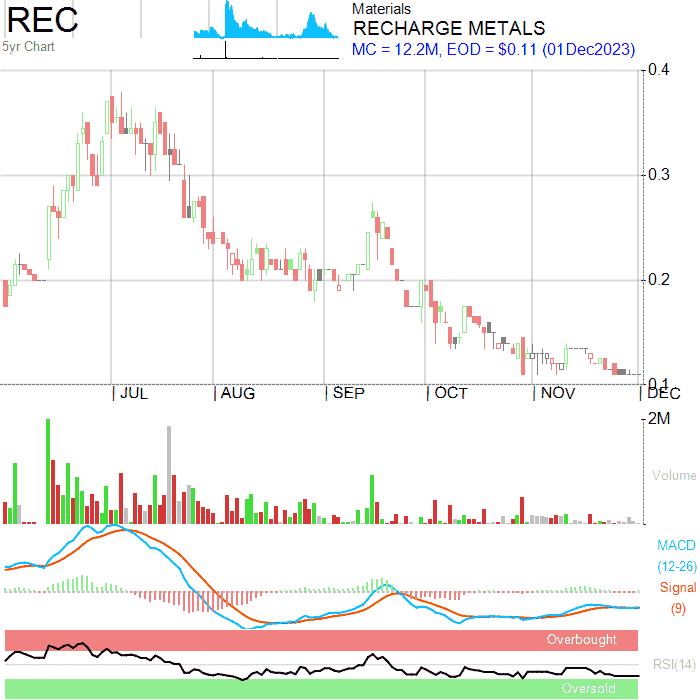 REC
5yr Chart
Materials
RECHARGE METALS
MC = 12.2M, EOD = $0.11 (01Dec2023)
0.4
0.3
0.2
0.1
JUL
AUG
SEP
OCT
NOV
DEC
2M
Volume
MACD
(12-26)
Signal
(9)
Overbought
RSI(14)
Oversold